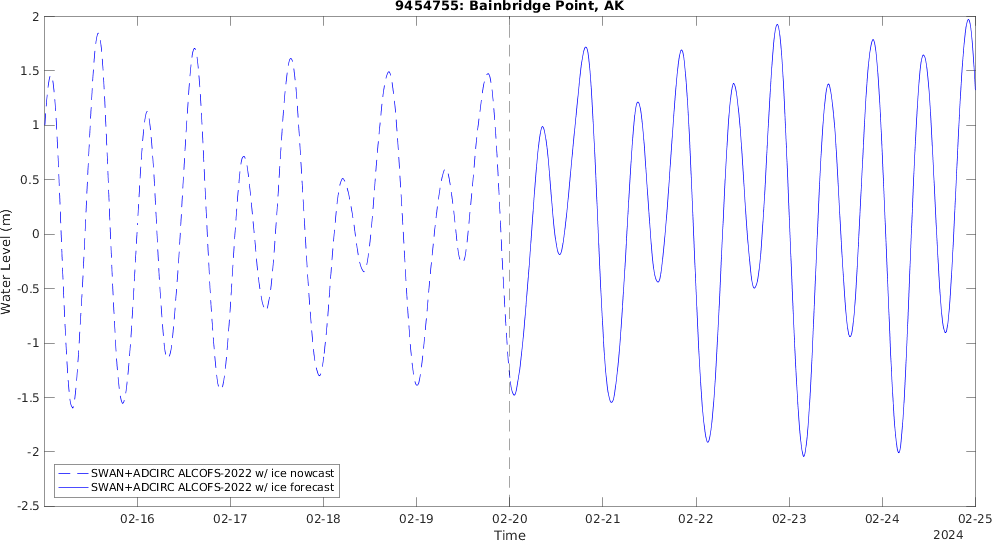 9454755: Bainbridge Point, AK
Water Level (m)
2
1.5
1
0.5
0
-0.5
-1
-1.5
-2
-2.5
SWAN+ADCIRC ALCOFS-2022 w/ ice nowcast
SWAN+ADCIRC ALCOFS-2022 w/ ice forecast
02-16 02-17 02-18 02-19 02-20 02-21 02-22 02-23 02-24 02-25
Time
2024